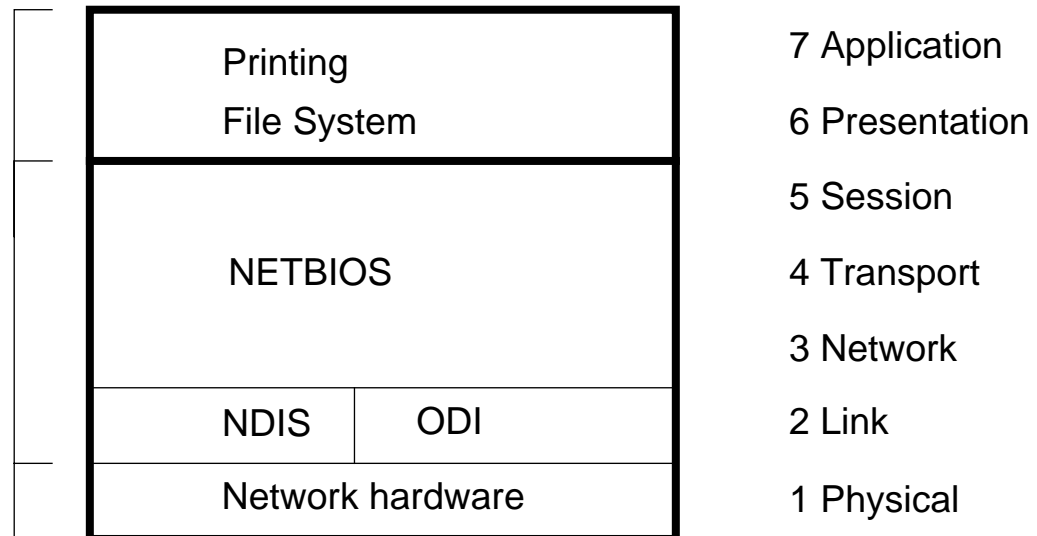 Printing
7 Application
File System
6 Presentation
5 Session
NETBIOS
4 Transport
3 Network
NDIS
ODI
2 Link
Network hardware
1 Physical